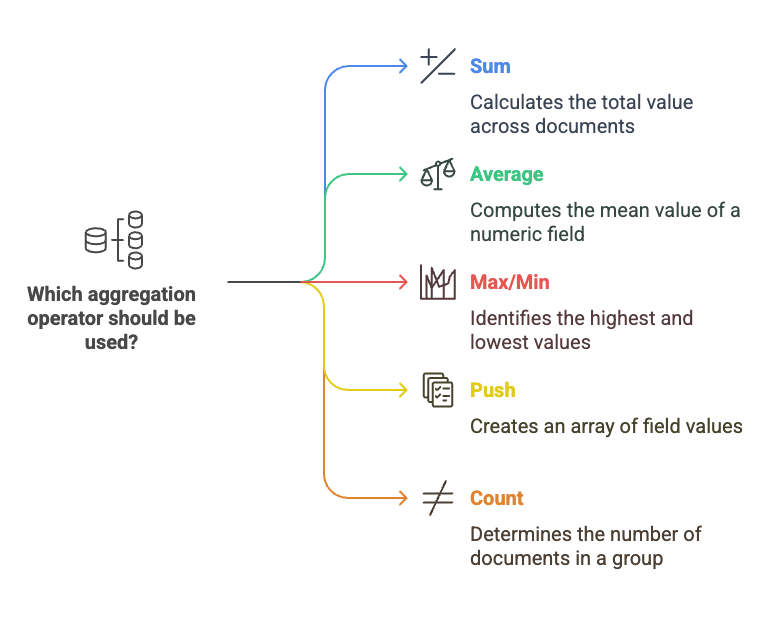 Which aggregation
operator should be
used?
Sum
Calculates the total value
across documents
Average
Computes the mean value of a
numeric field
Max/Min
Identifies the highest and
lowest values
Push
Creates an array of field values
Count
Determines the number of
documents in a group